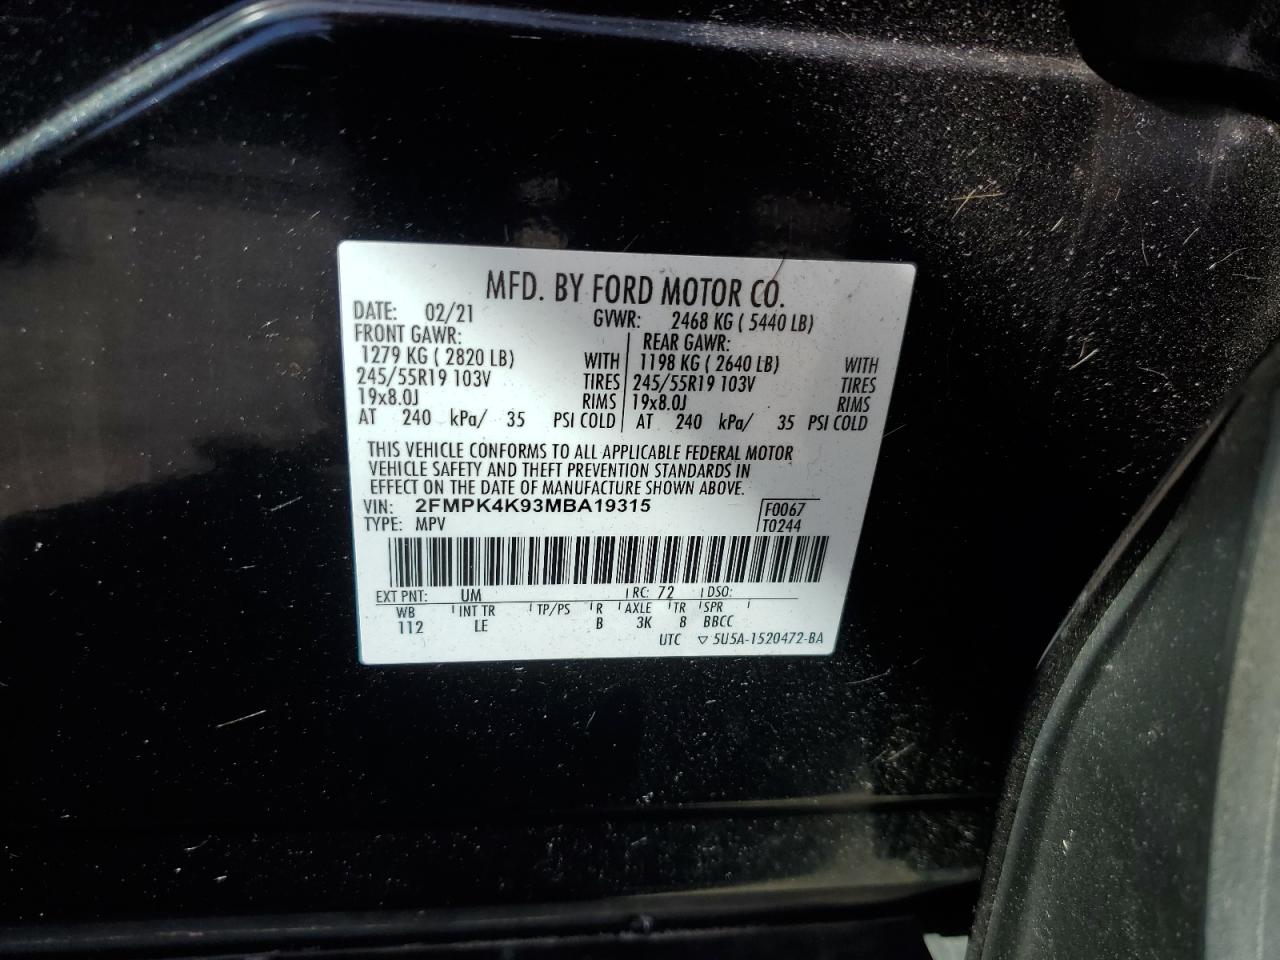 MFD. BY FORD MOTOR CO.
DATE: 02/21 GVWR: 2468 KG ( 5440 LB)
FRONT GAWR: REAR GAWR:
1279 KG ( 2820 LB) WITH 1198 KG ( 2640 LB) WITH
245/55R19 103V TIRES 245/55R19 103V TIRES
19x8.0J RIMS 19x8.0J RIMS
AT 240 kPa/ 35 PSI COLD AT 240 kPa/ 35 PSI COLD
THIS VEHICLE CONFORMS TO ALL APPLICABLE FEDERAL MOTOR
VEHICLE SAFETY AND THEFT PREVENTION STANDARDS IN
EFFECT ON THE DATE OF MANUFACTURE SHOWN ABOVE.
VIN: 2FMPK4K93MBA19315 F0067
TYPE: MPV T0244
EXT PNT: UM RC: 72 DSO:
WB INT TR TP/PS R AXLE TR SPR
112 LE B 3K 8 BBCC
UTC ▽ 5U5A-1520472-BA